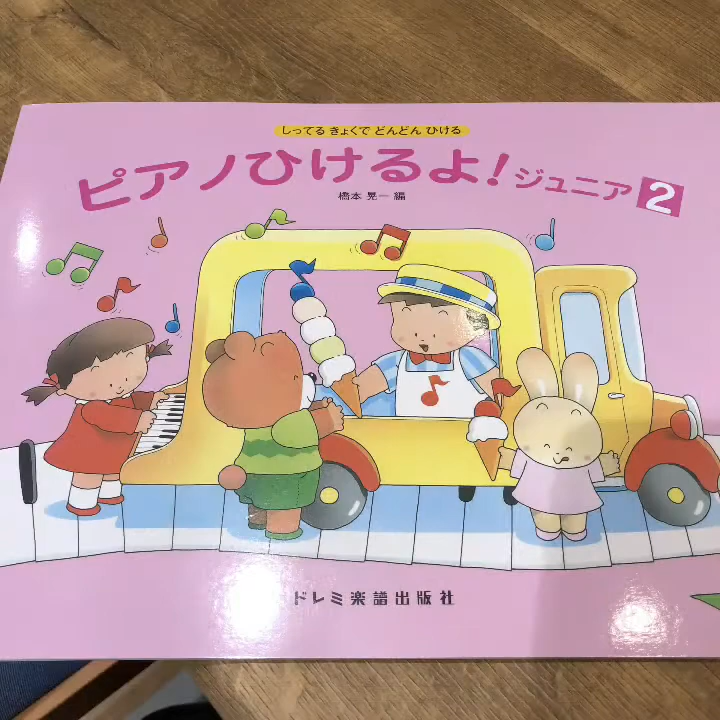 しってる きょくで どんどん ひける
ピアノひけるよ!ジュニア2
橋本 晃一 編
ドレミ楽譜出版社